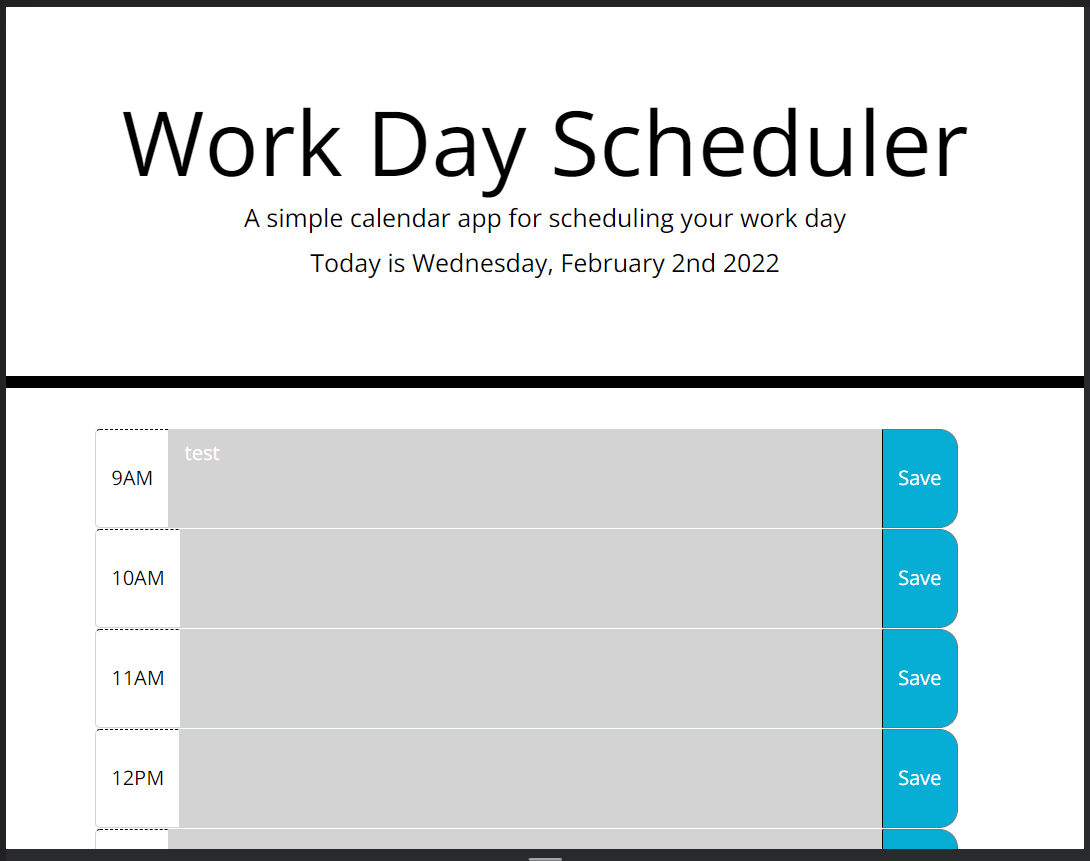 Work Day Scheduler
A simple calendar app for scheduling your work day
Today is Wednesday, February 2nd 2022
9AM test Save
10AM Save
11AM Save
12PM Save